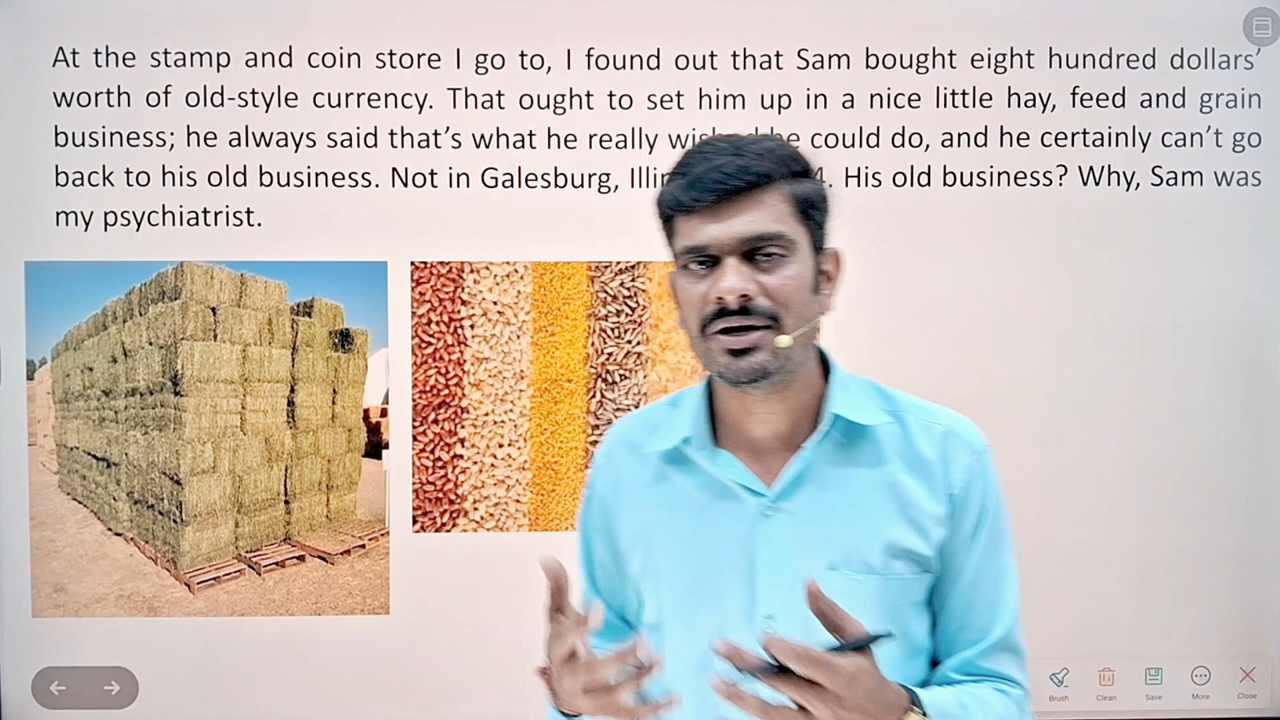 At the stamp and coin store I go to, I found out that Sam bought eight hundred dollars’
worth of old-style currency. That ought to set him up in a nice little hay, feed and grain
business; he always said that’s what he really could do, and he certainly can’t go
back to his old business. Not in Galesburg, His old business? Why, Sam was
my psychiatrist.
Brush
Clean
Save
More
Close